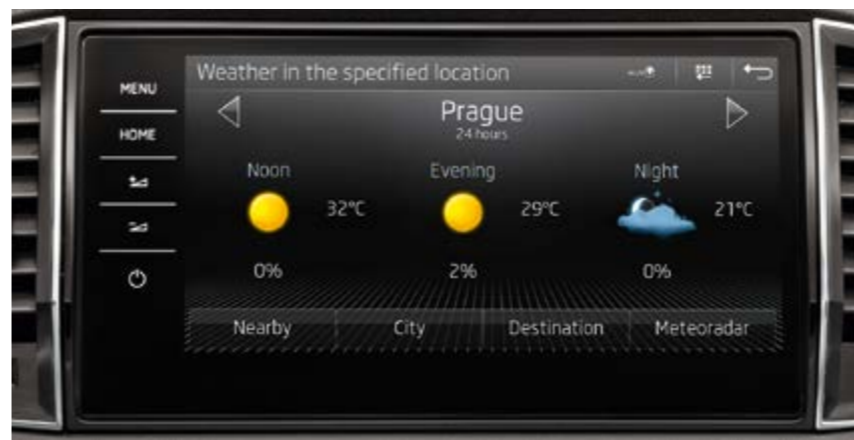 MENU
HOME
Weather in the specified location
Prague
24 hours
Noon Evening Night
32°C 29°C 21°C
0% 2% 0%
Nearby City Destination Meteoradar